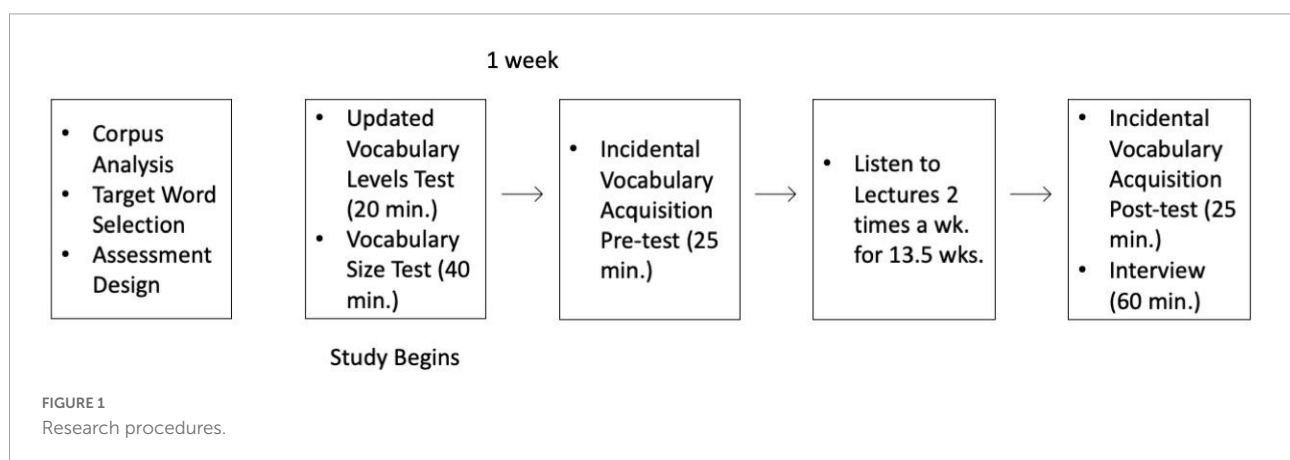 1 week
• Corpus
Analysis
• Target Word
Selection
• Assessment
Design
• Updated
Vocabulary
Levels Test
(20 min.)
• Vocabulary
Size Test (40
min.)
Study Begins
• Incidental
Vocabulary
Acquisition
Pre-test (25
min.)
• Listen to
Lectures 2
times a wk.
for 13.5 wks.
• Incidental
Vocabulary
Acquisition
Post-test (25
min.)
• Interview
(60 min.)
FIGURE 1
Research procedures.